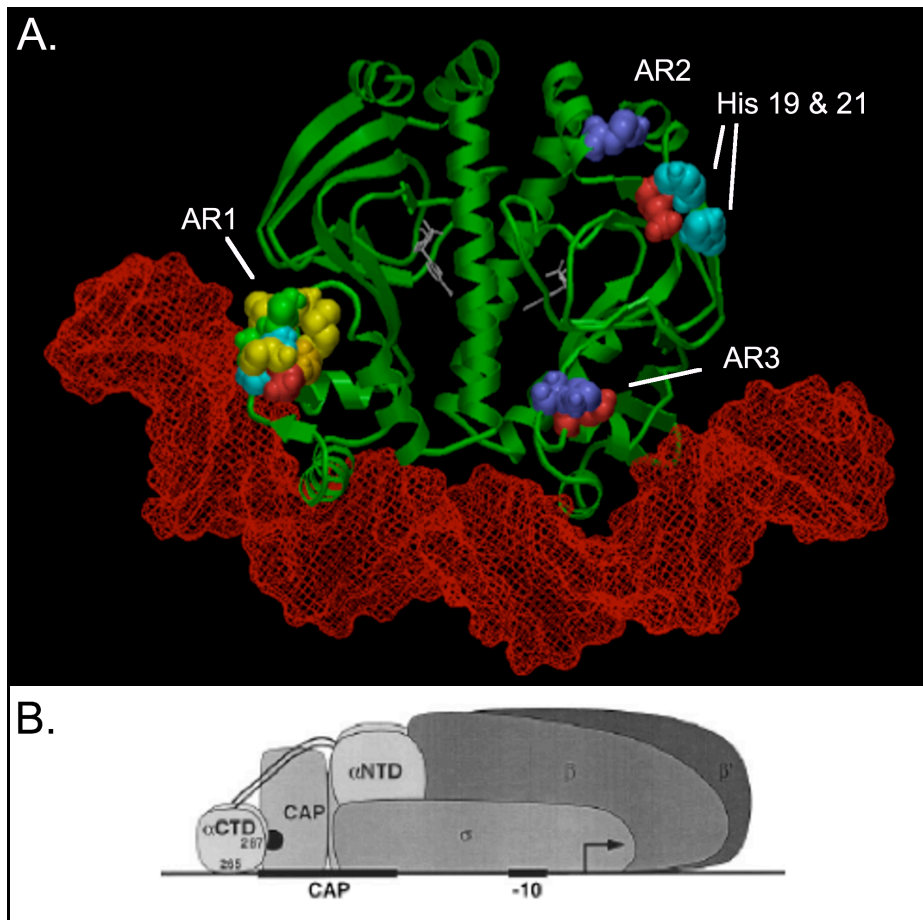 A.
AR2
His 19 & 21
AR1
AR3
B.
αNTD
β
β'
CAP
αCTD
287
265
σ
CAP
-10